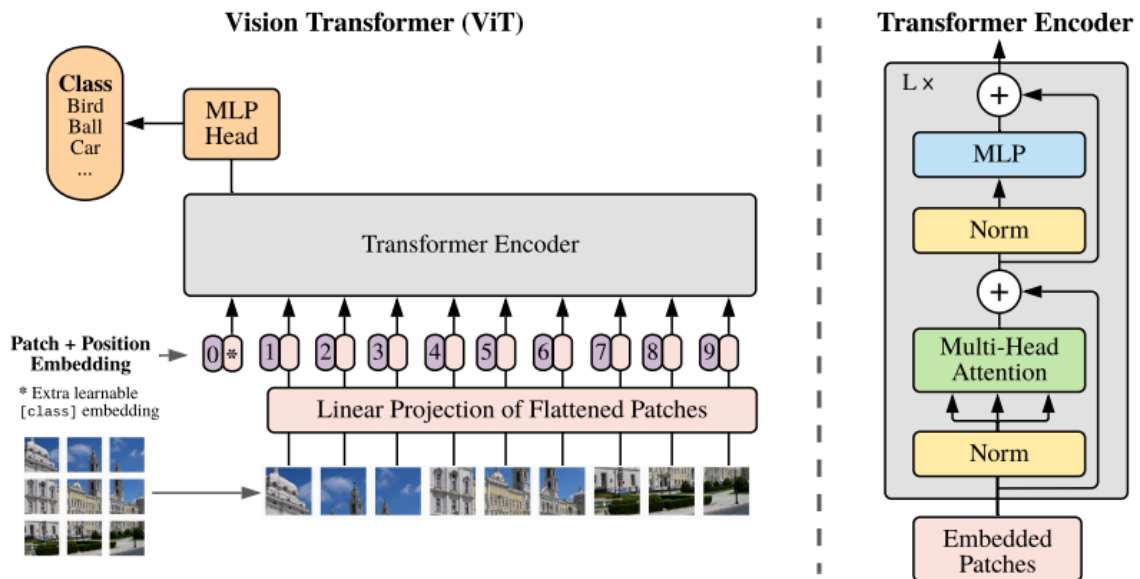 Vision Transformer (ViT)
Class
Bird
Ball
Car
...
MLP
Head
Transformer Encoder
Patch + Position
Embedding
* Extra learnable
[class] embedding
0 * 1 2 3 4 5 6 7 8 9
Linear Projection of Flattened Patches
Transformer Encoder
L x
+
MLP
Norm
+
Multi-Head
Attention
Norm
Embedded
Patches